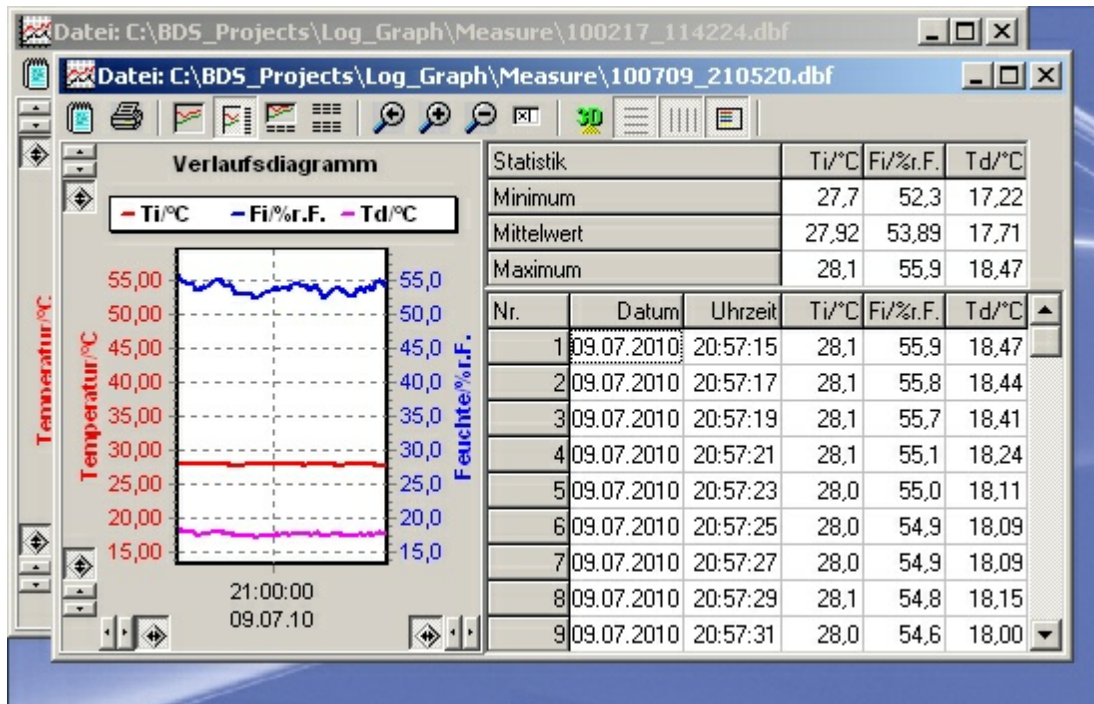 Datei: C:\BDS_Projects\Log_Graph\Measure\100217_114224.dbf
Datei: C:\BDS_Projects\Log_Graph\Measure\100709_210520.dbf
3D
Temperatur/°C
Verlaufsdiagramm
Ti/°C Fi/%r.F. Td/°C
Temperatur/°C
55,00
50,00
45,00
40,00
35,00
30,00
25,00
20,00
15,00
55,0
50,0
45,0
40,0
35,0
30,0
25,0
20,0
15,0
Feuchte/%r.F.
21:00:00
09.07.10
Statistik Ti/°C Fi/%r.F. Td/°C
Minimum 27,7 52,3 17,22
Mittelwert 27,92 53,89 17,71
Maximum 28,1 55,9 18,47
Nr. Datum Uhrzeit Ti/°C Fi/%r.F. Td/°C
1 09.07.2010 20:57:15 28,1 55,9 18,47
2 09.07.2010 20:57:17 28,1 55,8 18,44
3 09.07.2010 20:57:19 28,1 55,7 18,41
4 09.07.2010 20:57:21 28,1 55,1 18,24
5 09.07.2010 20:57:23 28,0 55,0 18,11
6 09.07.2010 20:57:25 28,0 54,9 18,09
7 09.07.2010 20:57:27 28,0 54,9 18,09
8 09.07.2010 20:57:29 28,1 54,8 18,15
9 09.07.2010 20:57:31 28,0 54,6 18,00